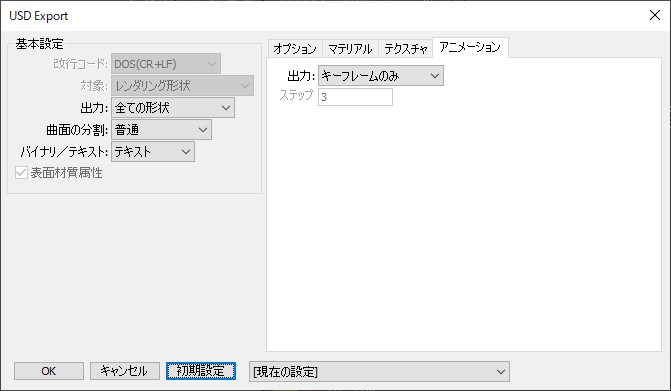 USD Export
基本設定
改行コード: DOS(CR+LF)
対象: レンダリング形状
出力: 全ての形状
曲面の分割: 普通
バイナリ／テキスト: テキスト
表面材質属性
オプション マテリアル テクスチャ アニメーション
出力: キーフレームのみ
ステップ 3
OK キャンセル 初期設定 [現在の設定]